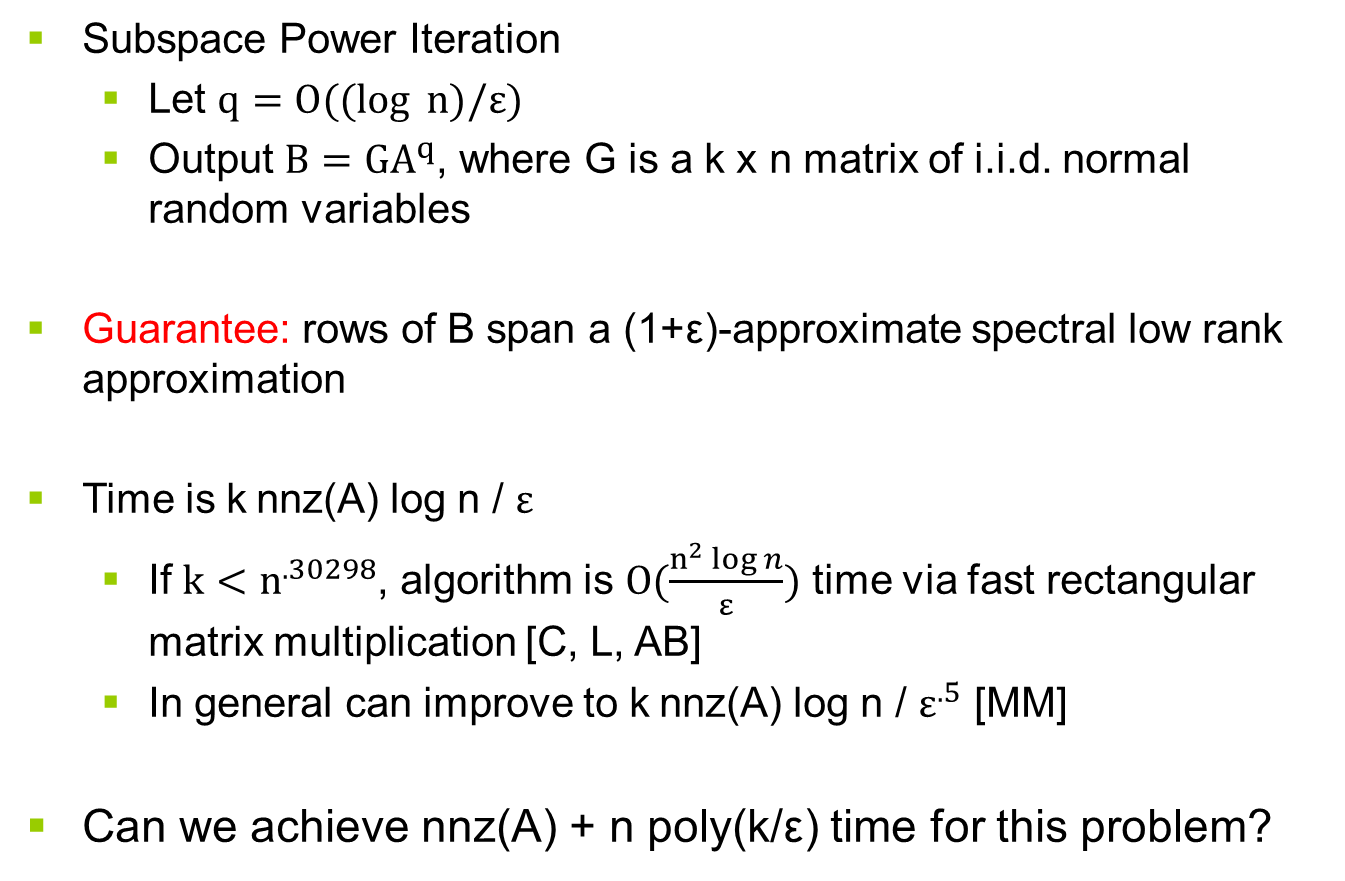 ▪ Subspace Power Iteration
▪ Let q = O((log n)/ε)
▪ Output B = GA^q, where G is a k x n matrix of i.i.d. normal
random variables
▪ Guarantee: rows of B span a (1+ε)-approximate spectral low rank
approximation
▪ Time is k nnz(A) log n / ε
▪ If k < n^.30298, algorithm is O(n² log n / ε) time via fast rectangular
matrix multiplication [C, L, AB]
▪ In general can improve to k nnz(A) log n / ε^.5 [MM]
▪ Can we achieve nnz(A) + n poly(k/ε) time for this problem?